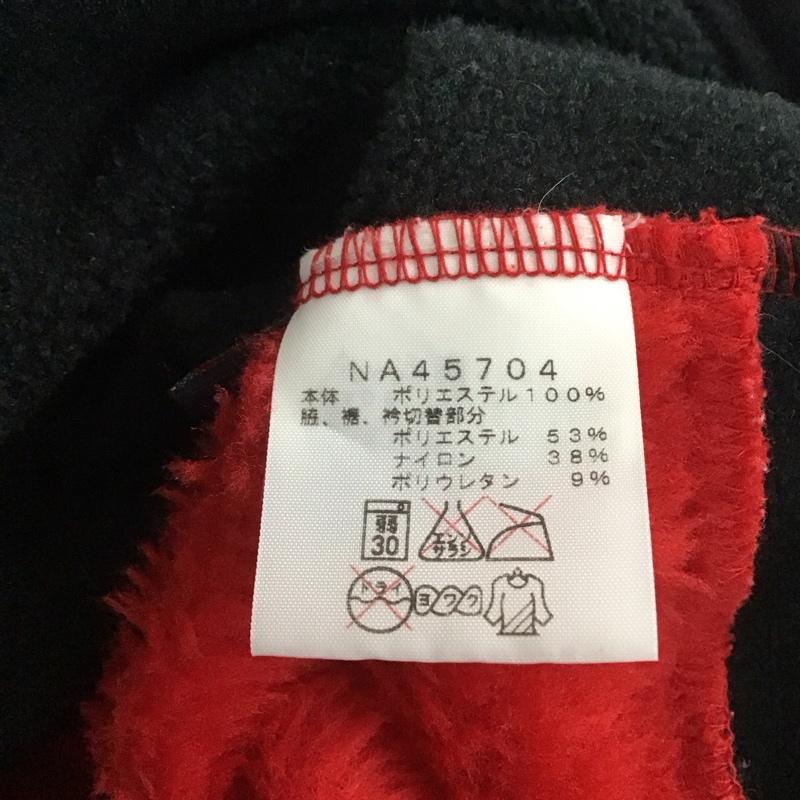 NA45704
本体 ポリエステル100%
脇、裾、衿切替部分
ポリエステル 53%
ナイロン 38%
ポリウレタン 9%
弱
30
エンソ
サラシ
ドライ
ヨワク